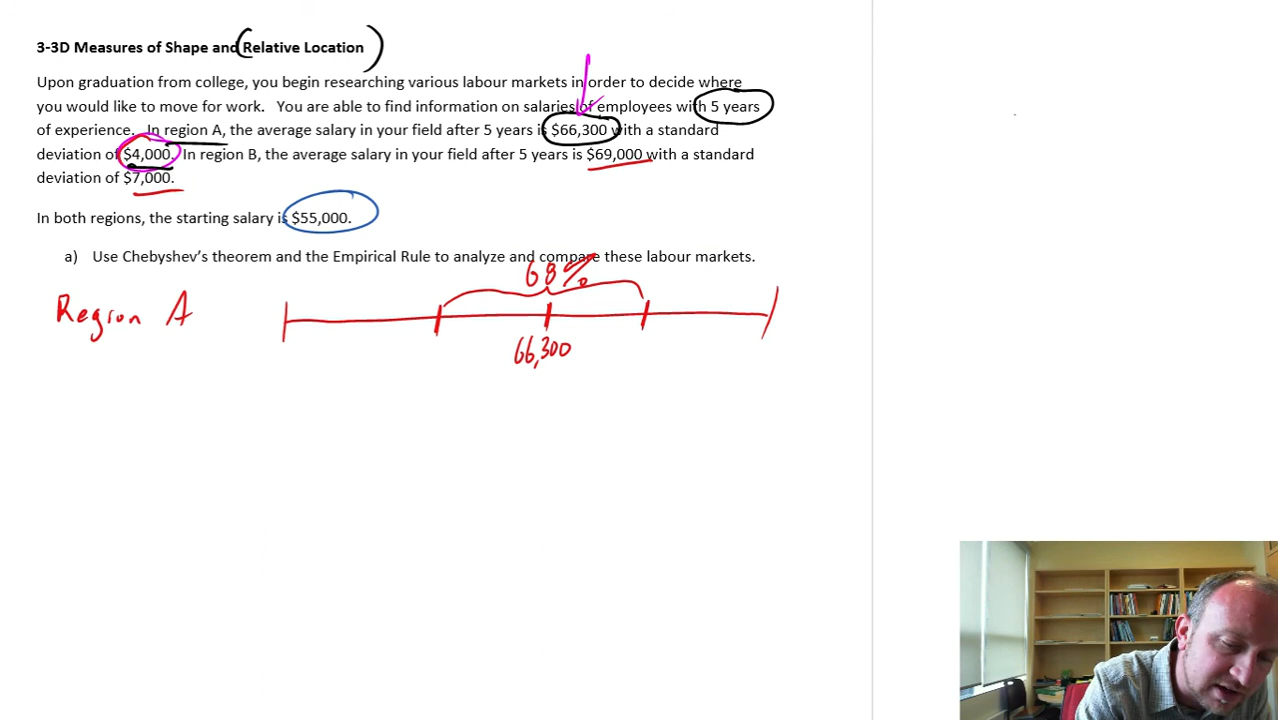 3-3D Measures of Shape and (Relative Location)
Upon graduation from college, you begin researching various labour markets in order to decide where
you would like to move for work. You are able to find information on salaries of employees with 5 years
of experience. In region A, the average salary in your field after 5 years is $66,300 with a standard
deviation of $4,000. In region B, the average salary in your field after 5 years is $69,000 with a standard
deviation of $7,000.
In both regions, the starting salary is $55,000.
a) Use Chebyshev's theorem and the Empirical Rule to analyze and compare these labour markets.
68%
Region A
66,300